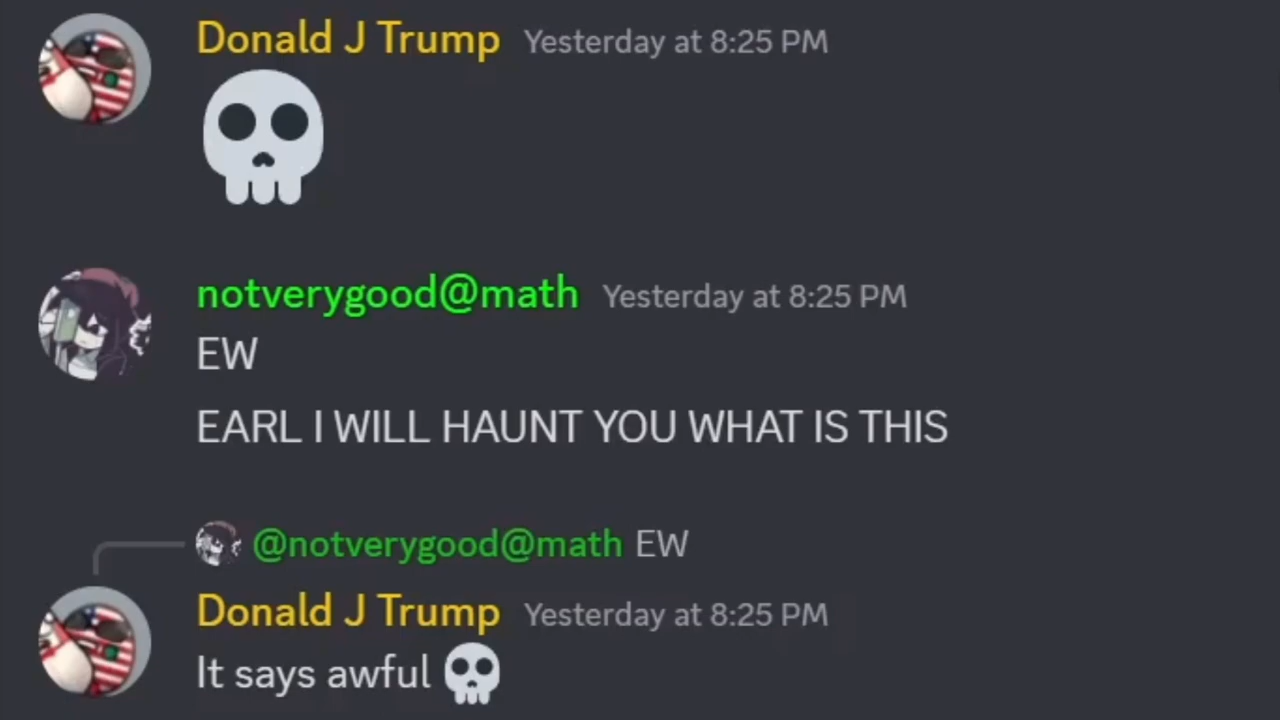 Donald J Trump Yesterday at 8:25 PM
💀
notverygood@math Yesterday at 8:25 PM
EW
EARL I WILL HAUNT YOU WHAT IS THIS
@notverygood@math EW
Donald J Trump Yesterday at 8:25 PM
It says awful 💀